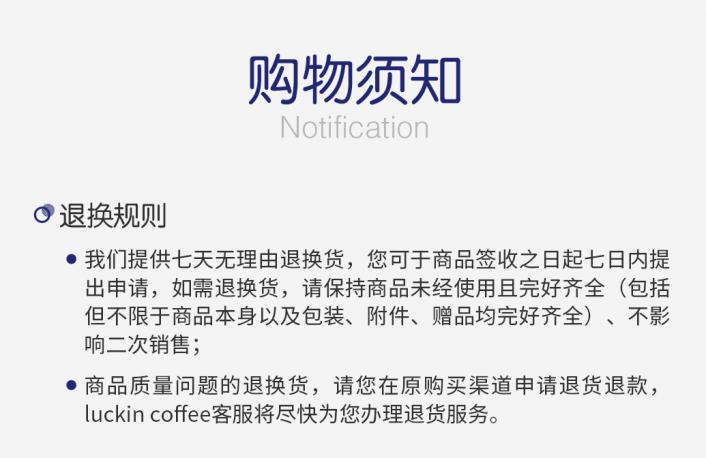 购物须知
Notification
退换规则
我们提供七天无理由退换货，您可于商品签收之日起七日内提
出申请，如需退换货，请保持商品未经使用且完好齐全（包括
但不限于商品本身以及包装、附件、赠品均完好齐全）、不影
响二次销售；
商品质量问题的退换货，请您在原购买渠道申请退货退款，
luckin coffee客服将尽快为您办理退货服务。